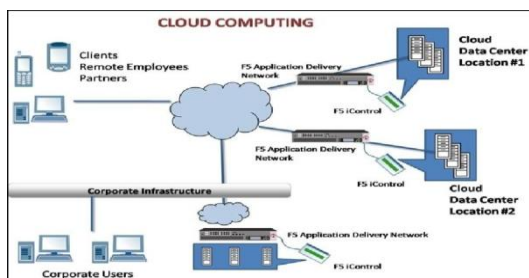 CLOUD COMPUTING
Clients
Remote Employees
Partners
F5 Application Delivery
Network
F5 iControl
Cloud
Data Center
Location #1
F5 Application Delivery
Network
F5 iControl
Cloud
Data Center
Location #2
Corporate Infrastructure
F5 Application Delivery Network
F5 iControl
Corporate Users